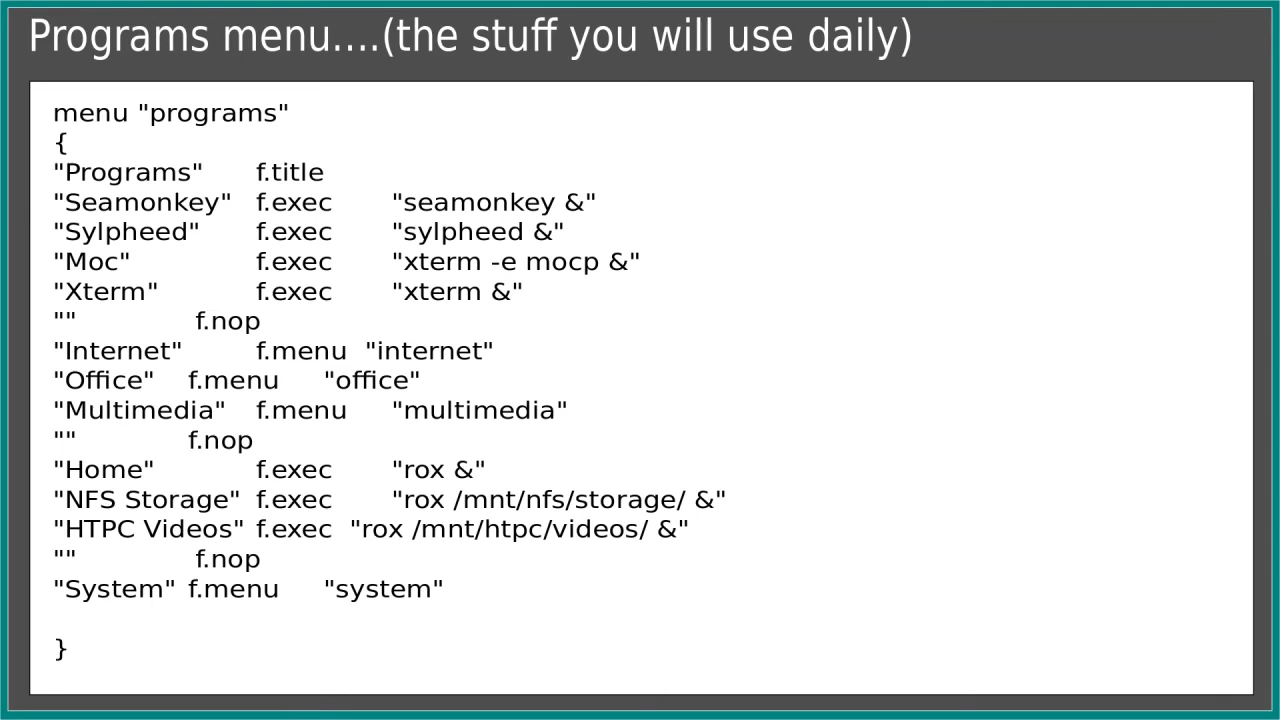 Programs menu....(the stuff you will use daily)
menu "programs"
{
"Programs" f.title
"Seamonkey" f.exec "seamonkey &"
"Sylpheed" f.exec "sylpheed &"
"Moc" f.exec "xterm -e mocp &"
"Xterm" f.exec "xterm &"
"" f.nop
"Internet" f.menu "internet"
"Office" f.menu "office"
"Multimedia" f.menu "multimedia"
"" f.nop
"Home" f.exec "rox &"
"NFS Storage" f.exec "rox /mnt/nfs/storage/ &"
"HTPC Videos" f.exec "rox /mnt/htpc/videos/ &"
"" f.nop
"System" f.menu "system"
}